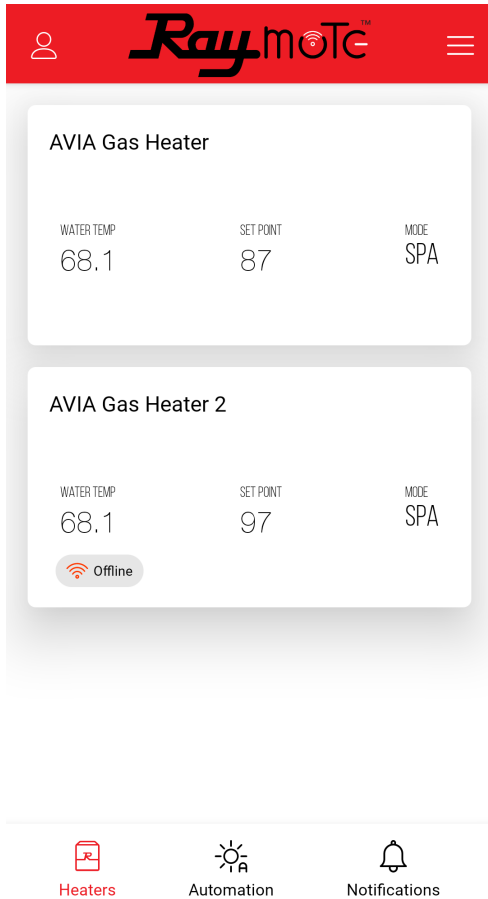 Raymote™
AVIA Gas Heater
WATER TEMP SET POINT MODE
68.1 87 SPA
AVIA Gas Heater 2
WATER TEMP SET POINT MODE
68.1 97 SPA
Offline
R A
Heaters Automation Notifications